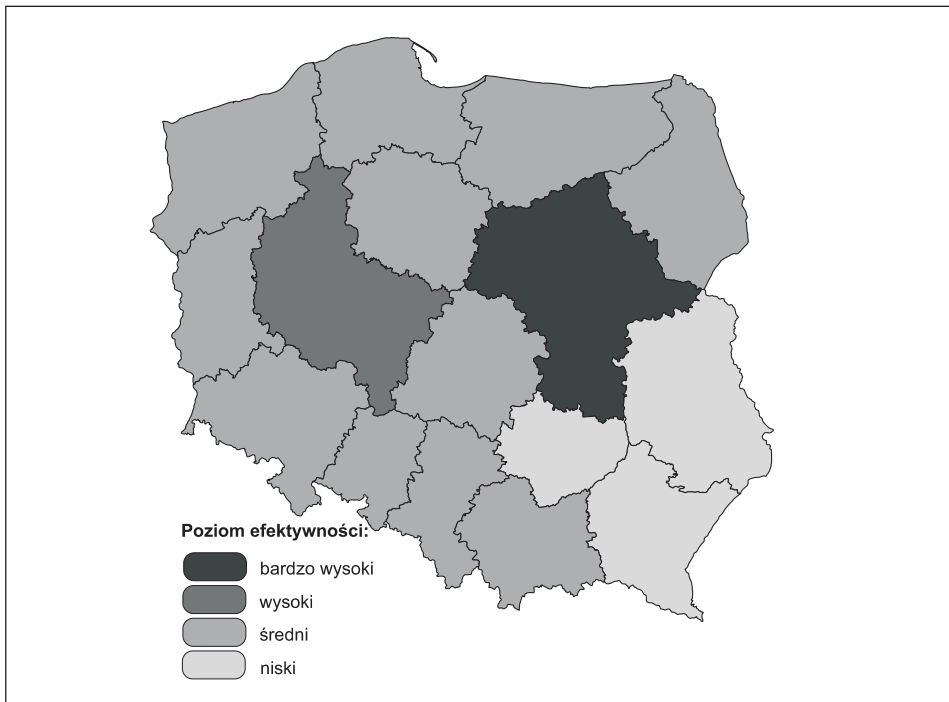 Poziom efektywności:
bardzo wysoki
wysoki
średni
niski